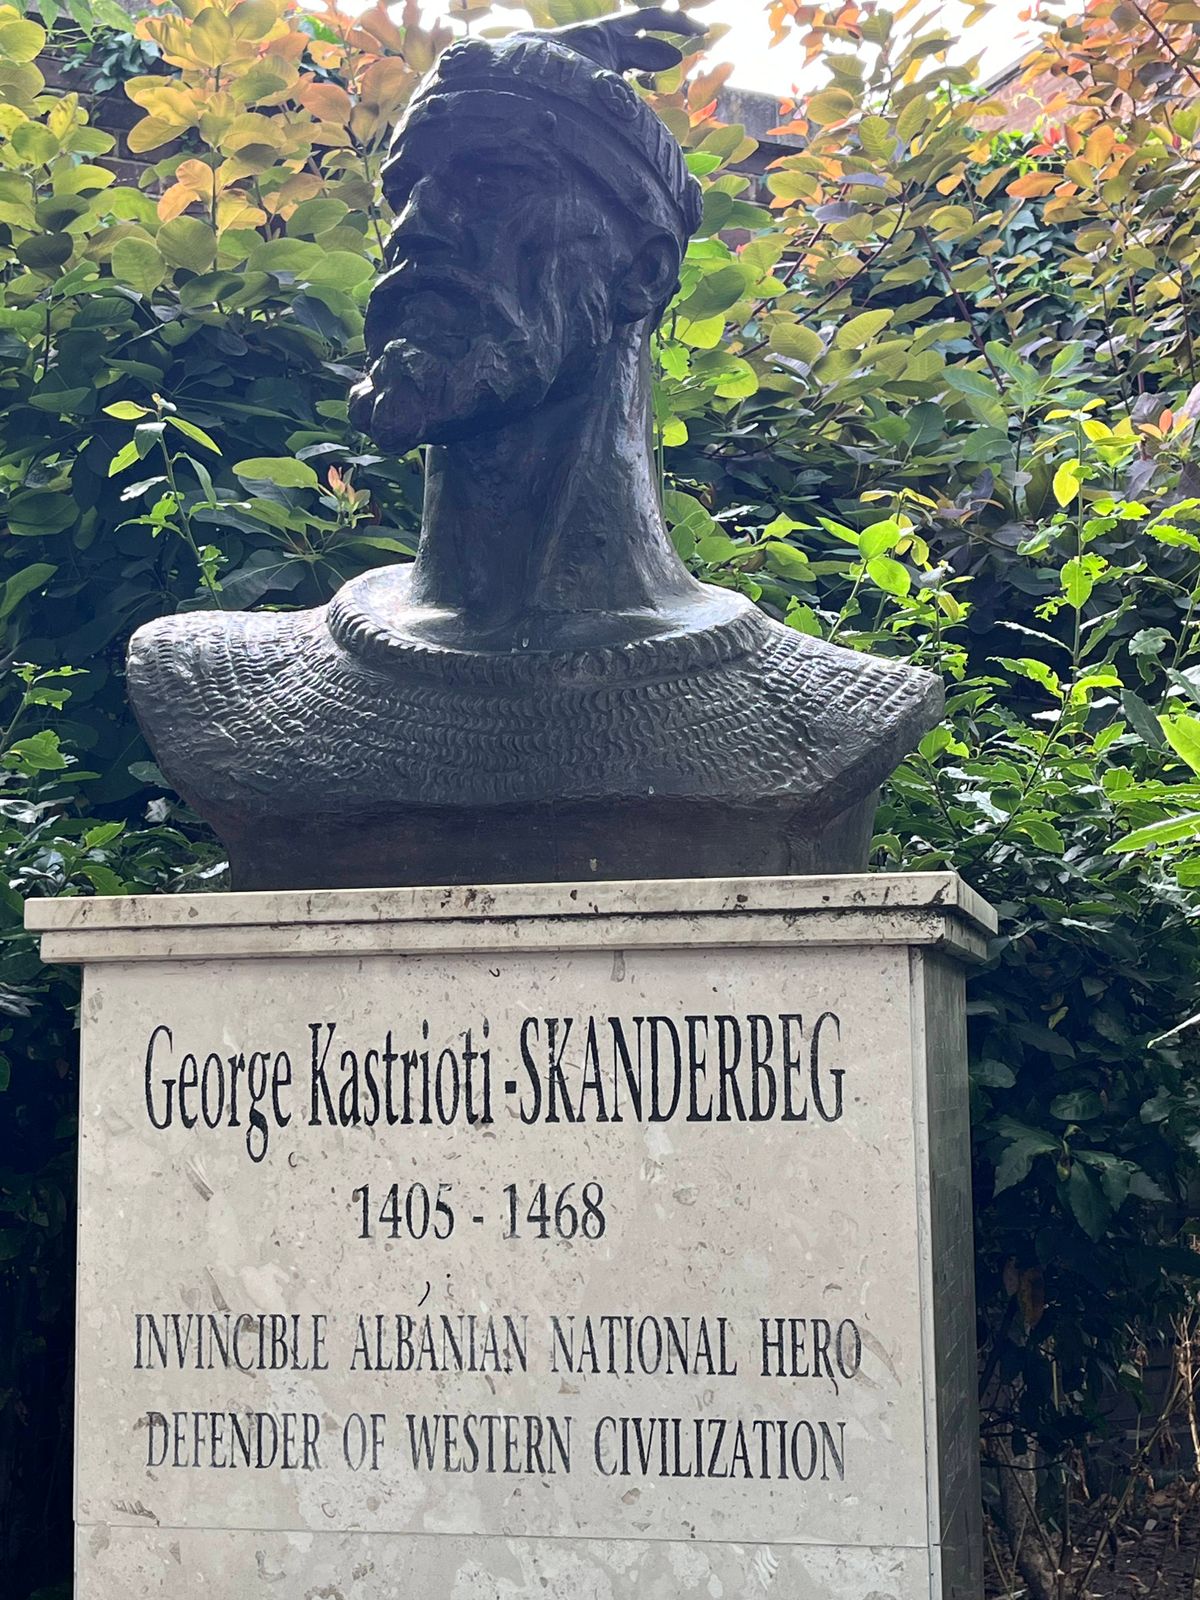 George Kastrioti -SKANDERBEG
1405 - 1468
INVINCIBLE ALBANIAN NATIONAL HERO
DEFENDER OF WESTERN CIVILIZATION